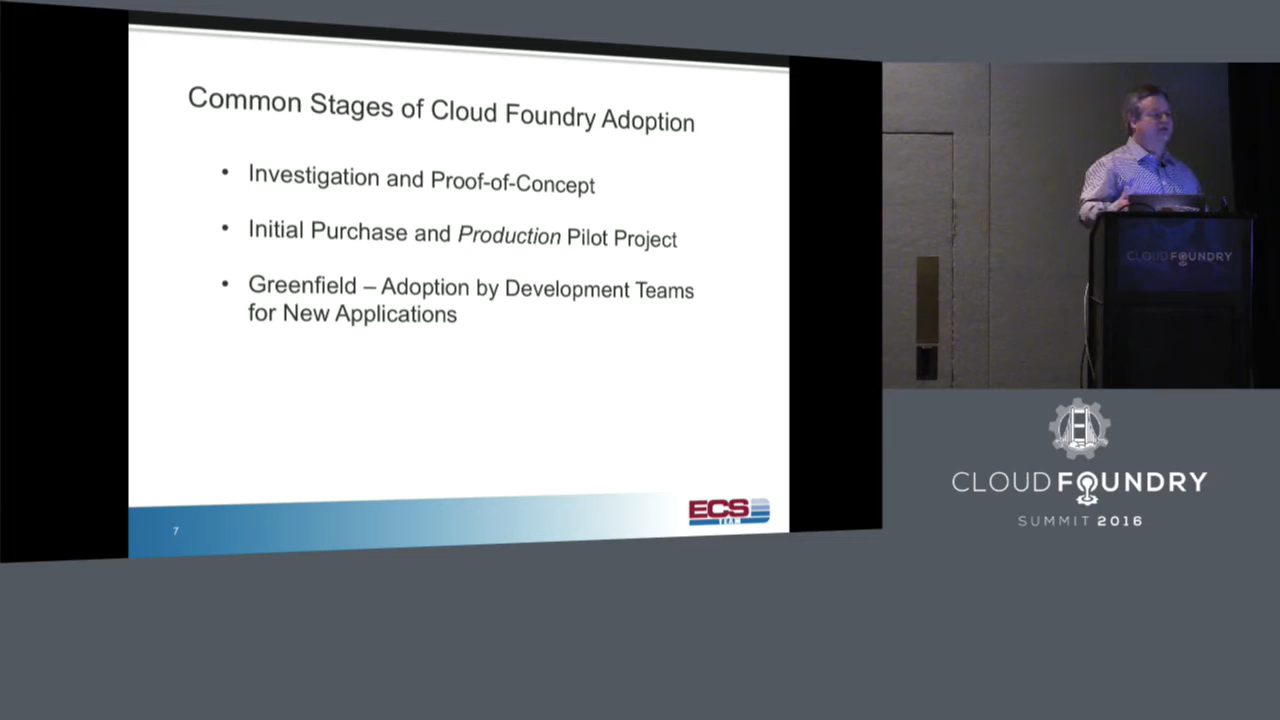 Common Stages of Cloud Foundry Adoption
• Investigation and Proof-of-Concept
• Initial Purchase and Production Pilot Project
• Greenfield – Adoption by Development Teams
for New Applications
7
ECS
TEAM
CLOUD FOUNDRY
CLOUD FOUNDRY
SUMMIT 2016